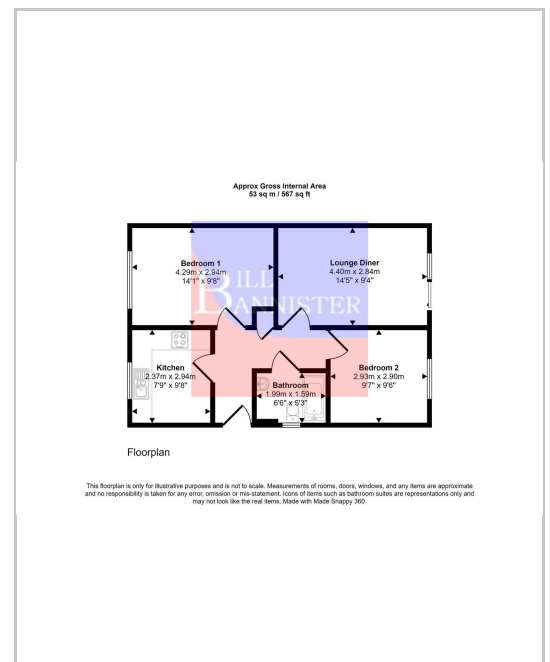 Approx Gross Internal Area
53 sq m / 567 sq ft
Bedroom 1
4.29m x 2.94m
14'1" x 9'8"
Lounge Diner
4.40m x 2.84m
14'5" x 9'4"
BILL
BANNISTER
Kitchen
2.37m x 2.94m
7'9" x 9'8"
Bathroom
1.99m x 1.59m
6'6" x 5'3"
Bedroom 2
2.93m x 2.90m
9'7" x 9'6"
Floorplan
This floorplan is only for illustrative purposes and is not to scale. Measurements of rooms, doors, windows, and any items are approximate
and no responsibility is taken for any error, omission or mis-statement. Icons of items such as bathroom suites are representations only and
may not look like the real items. Made with Made Snappy 360.